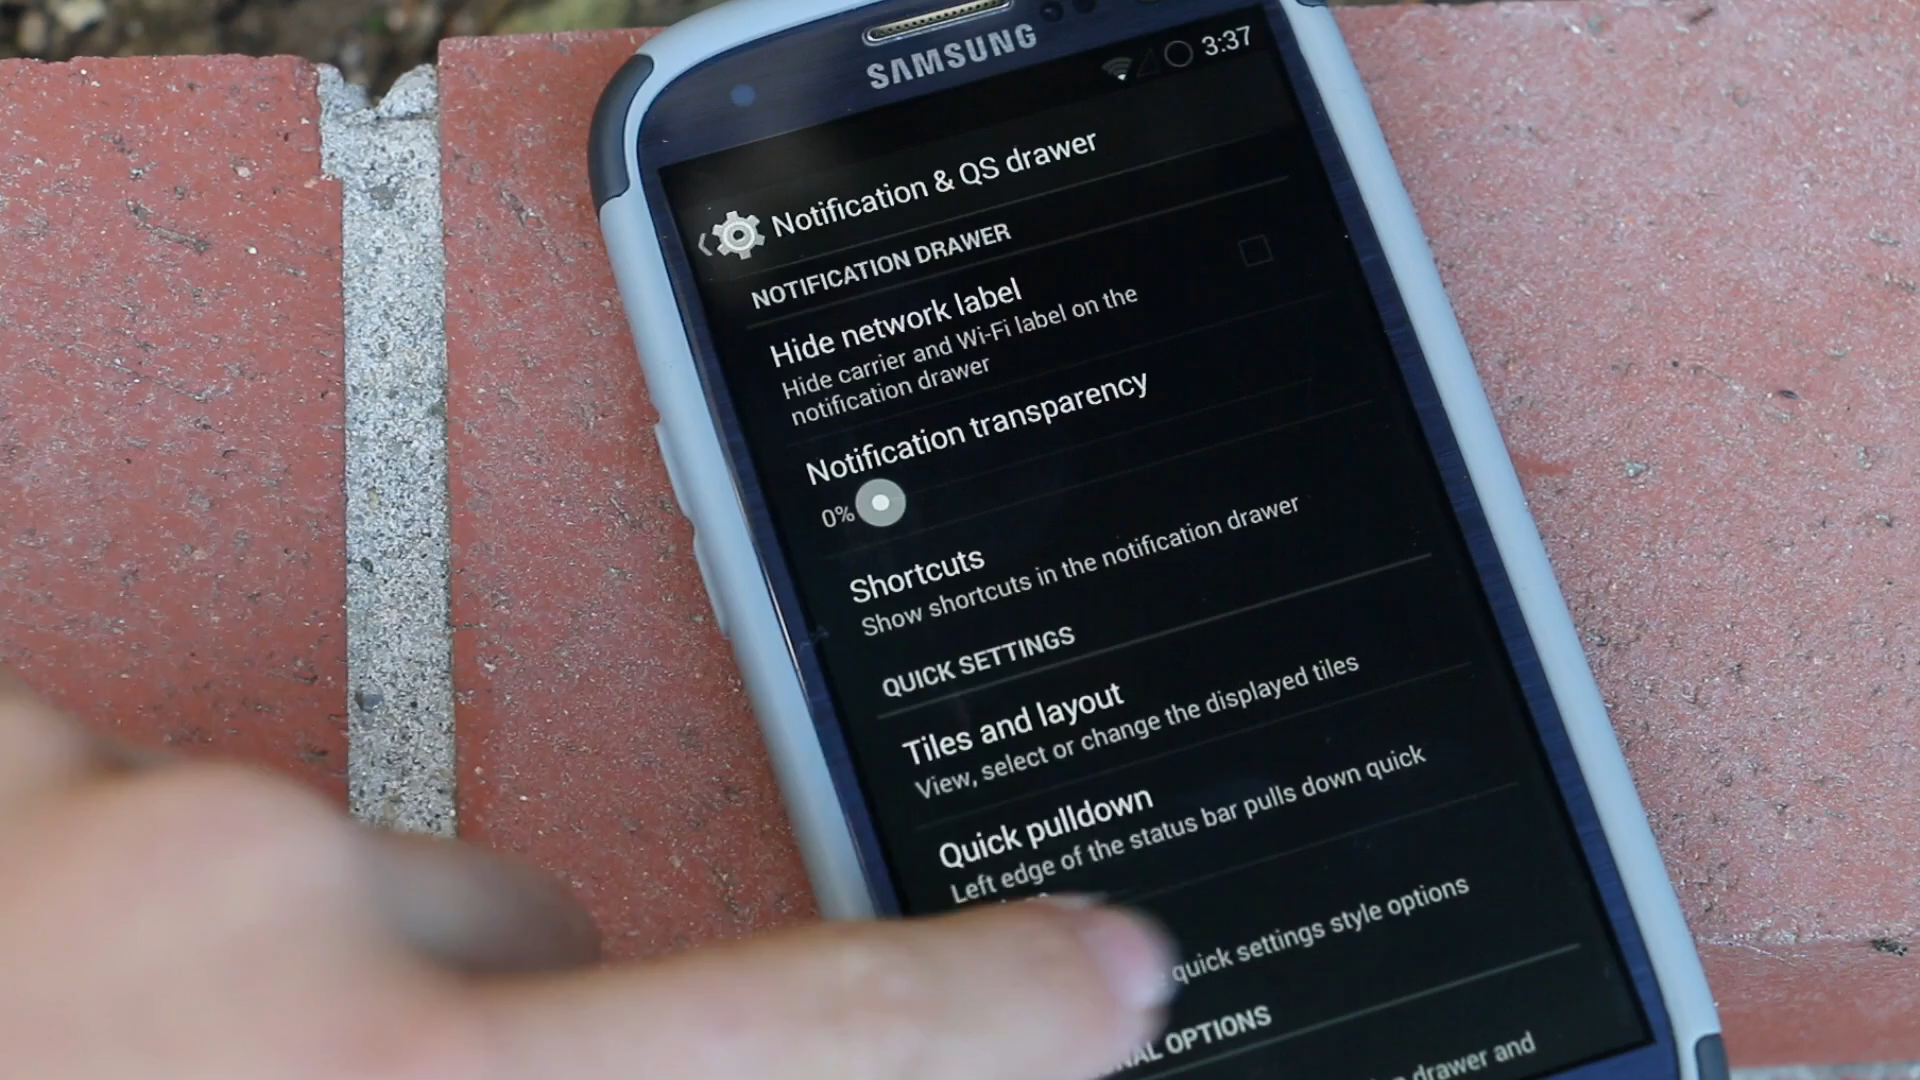 SAMSUNG
3:37
Notification & QS drawer
NOTIFICATION DRAWER
Hide network label
Hide carrier and Wi-Fi label on the
notification drawer
Notification transparency
0%
Shortcuts
Show shortcuts in the notification drawer
QUICK SETTINGS
Tiles and layout
View, select or change the displayed tiles
Quick pulldown
Left edge of the status bar pulls down quick
quick settings style options
OPTIONS
drawer and